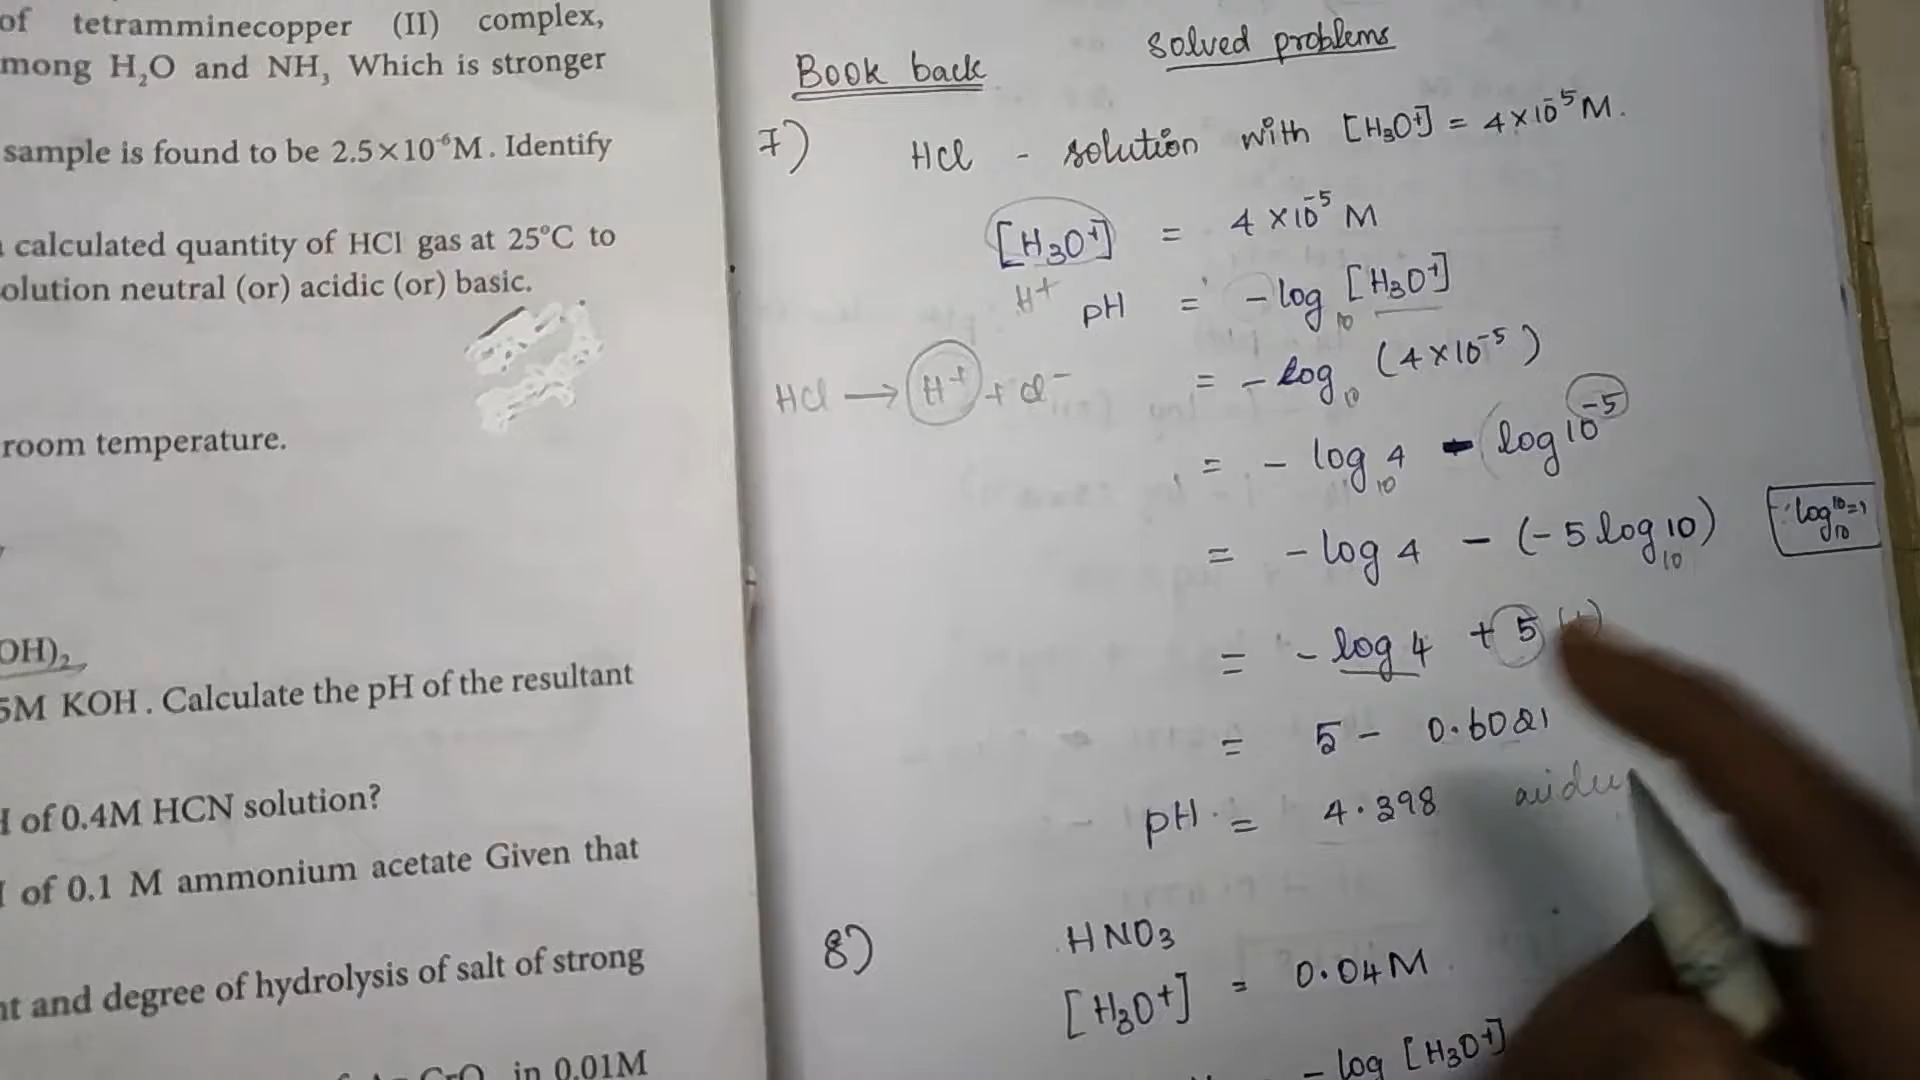 of tetramminecopper (II) complex,
mong H₂O and NH₃ Which is stronger
sample is found to be 2.5×10⁻⁶M. Identify
calculated quantity of HCl gas at 25°C to
olution neutral (or) acidic (or) basic.
room temperature.
OH)₂
5M KOH. Calculate the pH of the resultant
of 0.4M HCN solution?
of 0.1 M ammonium acetate Given that
nt and degree of hydrolysis of salt of strong
in 0.01M
Book back
Solved problems
7) HCl - solution with [H₃O⁺] = 4×10⁻⁵ M.
[H₃O⁺] = 4×10⁻⁵ M
H⁺
pH = -log₁₀ [H₃O⁺]
HCl → H⁺ + Cl⁻
= -log₁₀ (4×10⁻⁵)
= - log₁₀ 4 - log 10⁻⁵
= - log 4 - (-5 log₁₀ 10)
∵ log₁₀ 10 = 1
= - log 4 + 5
= 5 - 0.6021
pH = 4.398
8) HNO₃
[H₃O⁺] = 0.04M
- log [H₃O⁺]